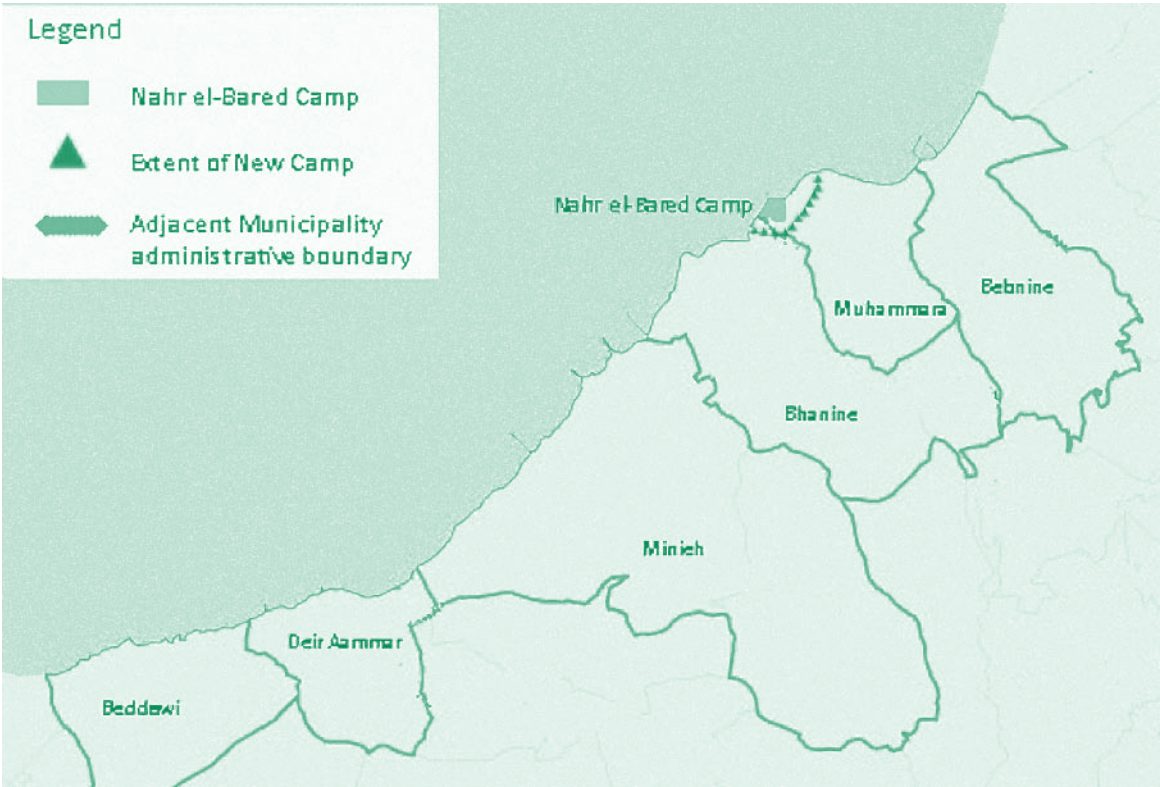 Legend
Nahr el-Bared Camp
Extent of New Camp
Adjacent Municipality
administrative boundary
Nahr el-Bared Camp
Bebnine
Muhammara
Bhanine
Minieh
Deir Aammar
Beddawi